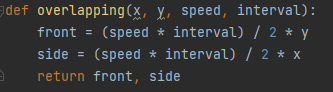 def overlapping(x, y, speed, interval):
    front = (speed * interval) / 2 * y
    side = (speed * interval) / 2 * x
    return front, side